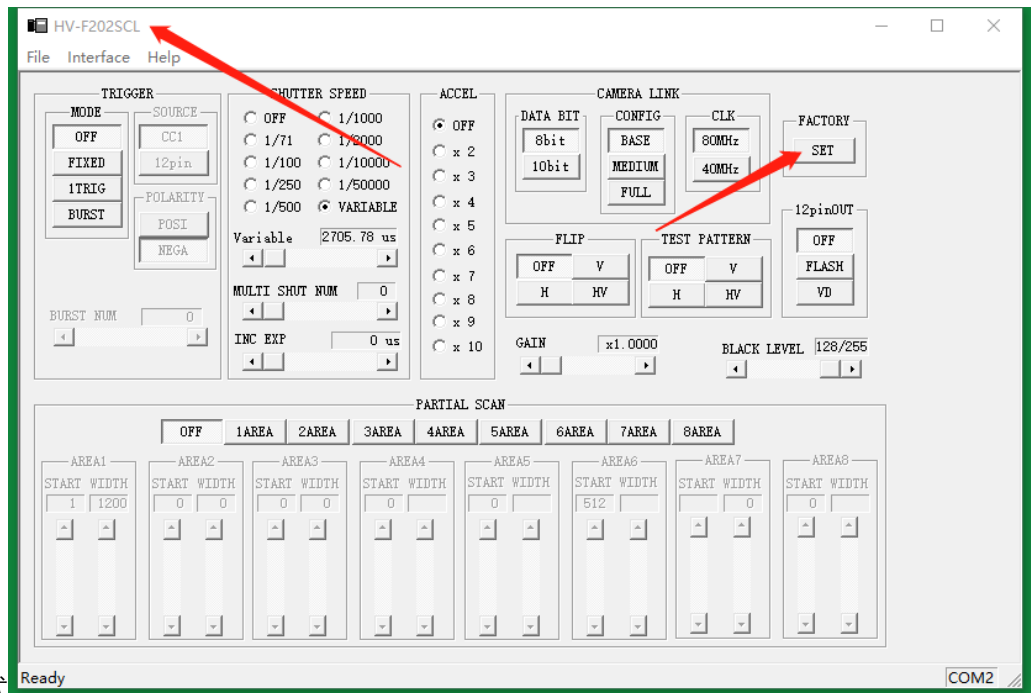 HV-F202SCL
File Interface Help
TRIGGER
MODE
OFF
FIXED
1TRIG
BURST
SOURCE
CC1
12pin
POLARITY
POSI
NEGA
BURST NUM 0
SHUTTER SPEED
OFF 1/1000
1/71 1/2000
1/100 1/10000
1/250 1/50000
1/500 VARIABLE
Variable 2705.78 us
MULTI SHUT NUM 0
INC EXP 0 us
ACCEL
OFF
x 2
x 3
x 4
x 5
x 6
x 7
x 8
x 9
x 10
CAMERA LINK
DATA BIT
8bit
10bit
CONFIG
BASE
MEDIUM
FULL
CLK
80MHz
40MHz
FACTORY
SET
FLIP
OFF V
H HV
TEST PATTERN
OFF V
H HV
12pinOUT
OFF
FLASH
VD
GAIN x1.0000
BLACK LEVEL 128/255
PARTIAL SCAN
OFF 1AREA 2AREA 3AREA 4AREA 5AREA 6AREA 7AREA 8AREA
AREA1 AREA2 AREA3 AREA4 AREA5 AREA6 AREA7 AREA8
START WIDTH START WIDTH START WIDTH START WIDTH START WIDTH START WIDTH START WIDTH START WIDTH
1 1200 0 0 0 0 0 0 512 0 0
Ready COM2